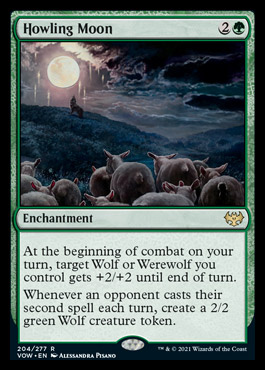 Howling Moon 2
Enchantment
At the beginning of combat on your
turn, target Wolf or Werewolf you
control gets +2/+2 until end of turn.
Whenever an opponent casts their
second spell each turn, create a 2/2
green Wolf creature token.
204/277 R
VOW • EN Alessandra Pisano
™ & © 2021 Wizards of the Coast